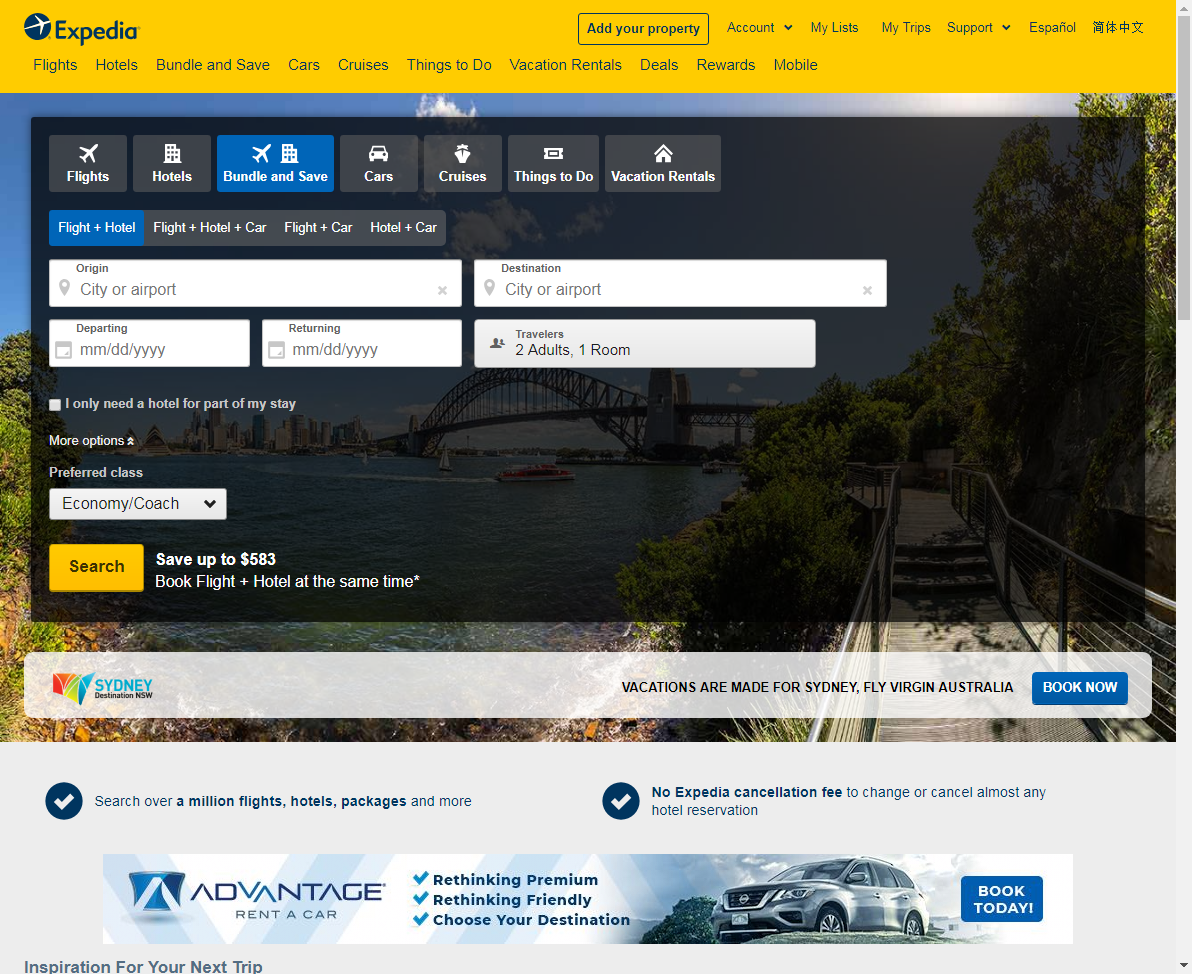 Expedia
Add your property
Account
My Lists
My Trips
Support
Español
简体中文
Flights
Hotels
Bundle and Save
Cars
Cruises
Things to Do
Vacation Rentals
Deals
Rewards
Mobile
Flights
Hotels
Bundle and Save
Cars
Cruises
Things to Do
Vacation Rentals
Flight + Hotel
Flight + Hotel + Car
Flight + Car
Hotel + Car
Origin
City or airport
Destination
City or airport
Departing
mm/dd/yyyy
Returning
mm/dd/yyyy
Travelers
2 Adults, 1 Room
I only need a hotel for part of my stay
More options
Preferred class
Economy/Coach
Search
Save up to $583
Book Flight + Hotel at the same time*
SYDNEY
Destination NSW
VACATIONS ARE MADE FOR SYDNEY, FLY VIRGIN AUSTRALIA
BOOK NOW
Search over a million flights, hotels, packages and more
No Expedia cancellation fee to change or cancel almost any
hotel reservation
ADVANTAGE
RENT A CAR
Rethinking Premium
Rethinking Friendly
Choose Your Destination
BOOK
TODAY!
Inspiration For Your Next Trip